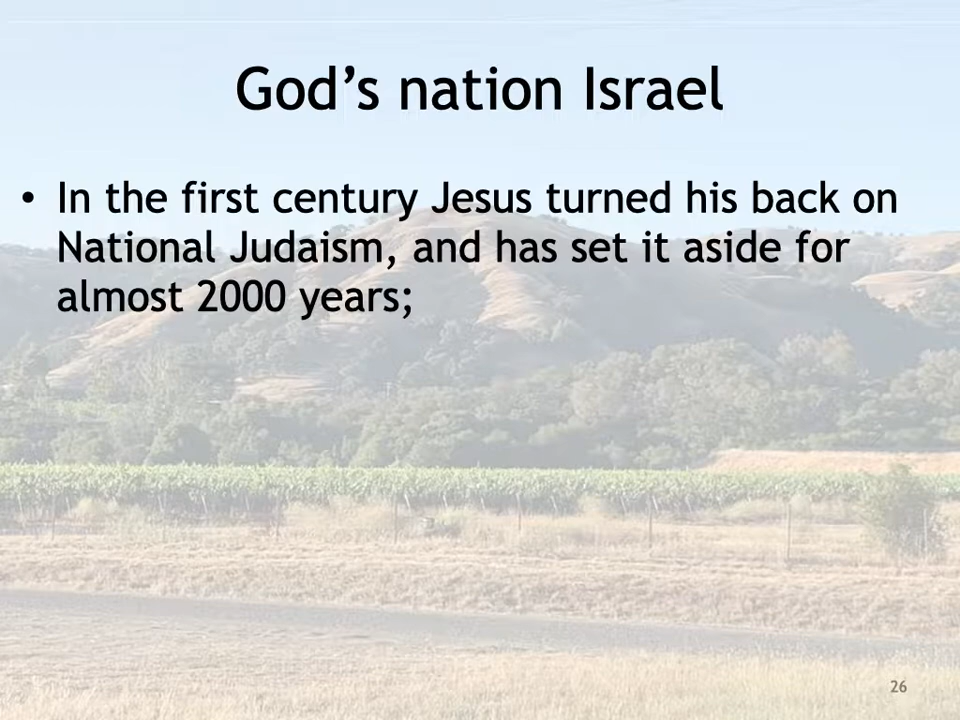 God’s nation Israel
• In the first century Jesus turned his back on
National Judaism, and has set it aside for
almost 2000 years;
26